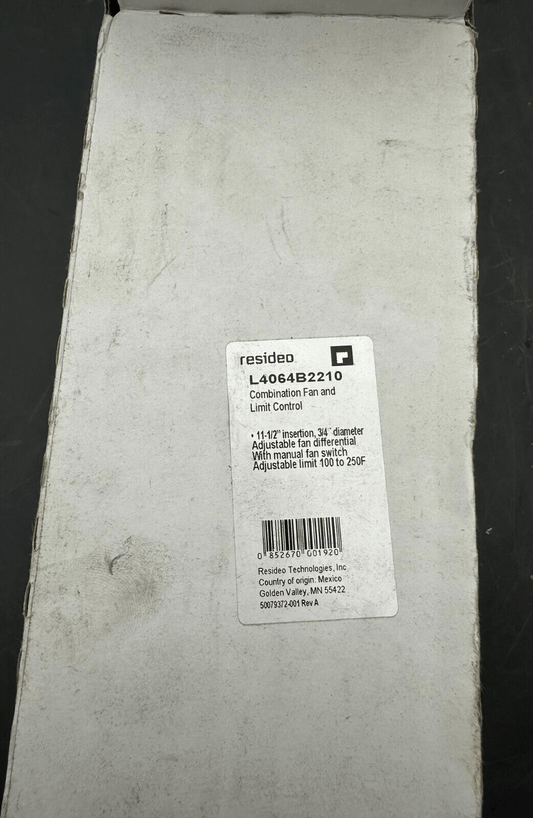 resideo
L4064B2210
Combination Fan and
Limit Control
• 11-1/2" insertion, 3/4" diameter
Adjustable fan differential
With manual fan switch
Adjustable limit 100 to 250F
0 852670 001920
Resideo Technologies, Inc
Country of origin: Mexico
Golden Valley, MN 55422
50079372-001 Rev A